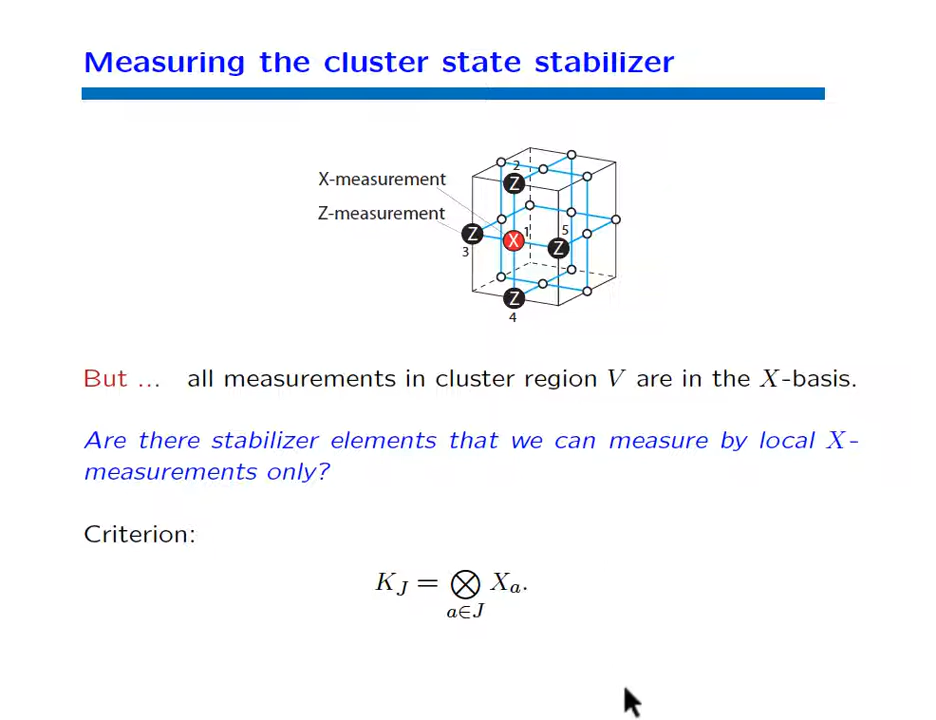 Measuring the cluster state stabilizer
X-measurement
Z-measurement
2
Z
Z
3
X
1
5
Z
Z
4
But ... all measurements in cluster region V are in the X-basis.
Are there stabilizer elements that we can measure by local X-
measurements only?
Criterion:
K_J = ⨂_{a∈J} X_a.